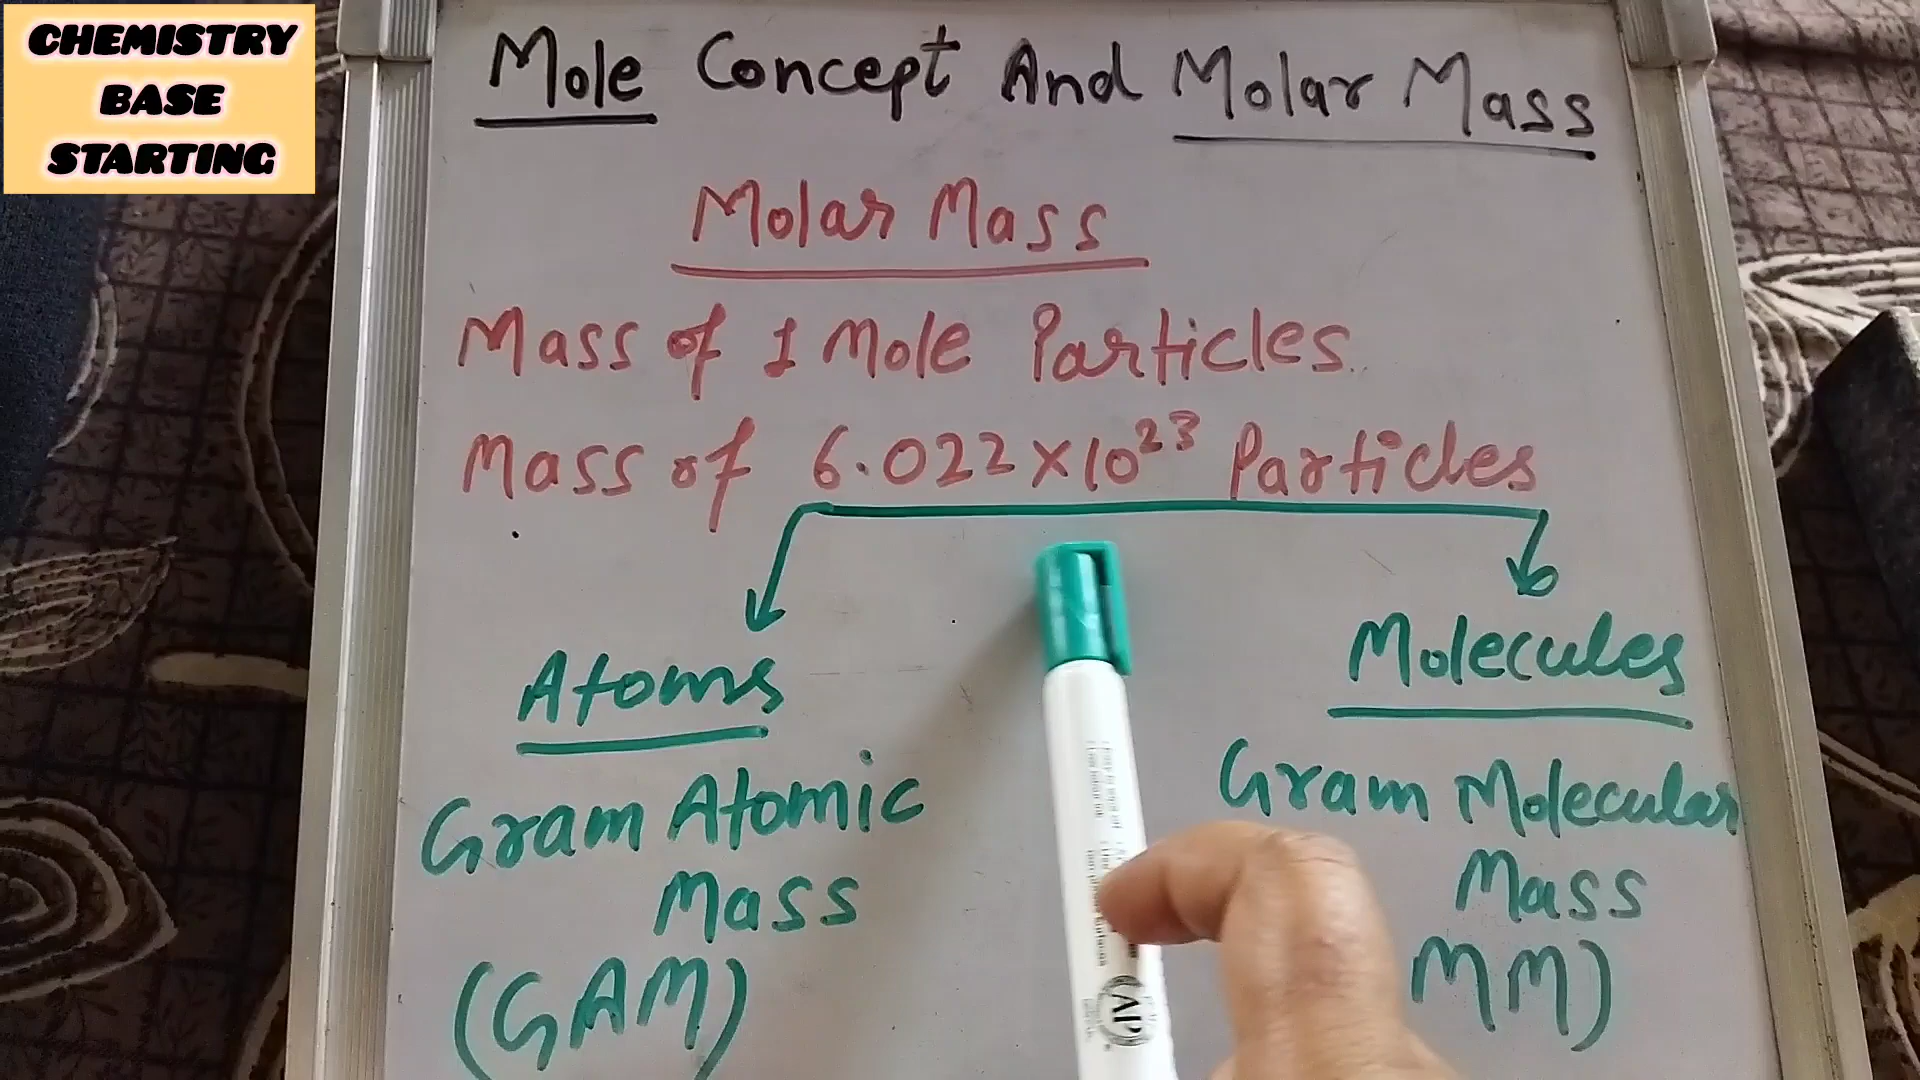 CHEMISTRY
BASE
STARTING
Mole Concept And Molar Mass
Molar Mass
Mass of 1 Mole Particles
Mass of 6.022×10²³ Particles
Atoms
Gram Atomic
Mass
(GAM)
Molecules
Gram Molecular
Mass
MM)
AP